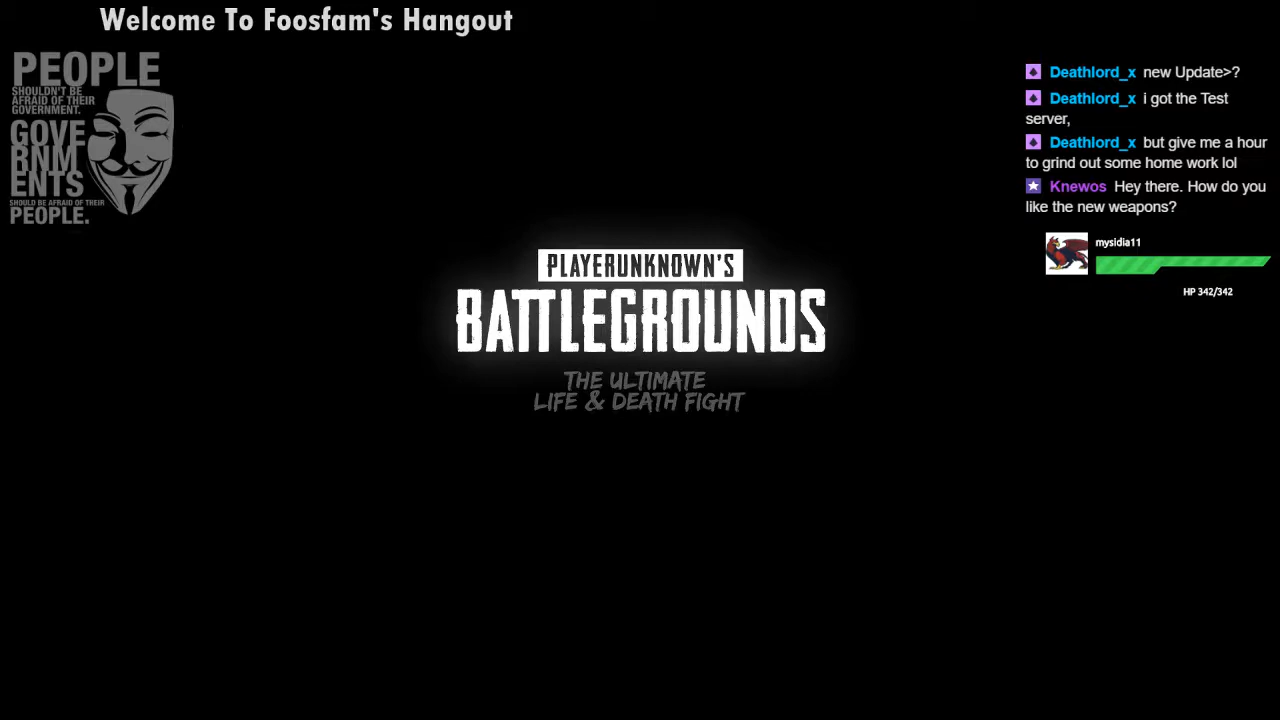 Welcome To Foosfam's Hangout
PEOPLE
SHOULDN'T BE
AFRAID OF THEIR
GOVERNMENT.
GOVE
RNM
ENTS
SHOULD BE AFRAID OF THEIR
PEOPLE.
PLAYERUNKNOWN'S
BATTLEGROUNDS
THE ULTIMATE
LIFE & DEATH FIGHT
Deathlord_x new Update>?
Deathlord_x i got the Test
server,
Deathlord_x but give me a hour
to grind out some home work lol
Knewos Hey there. How do you
like the new weapons?
mysidia11
HP 342/342